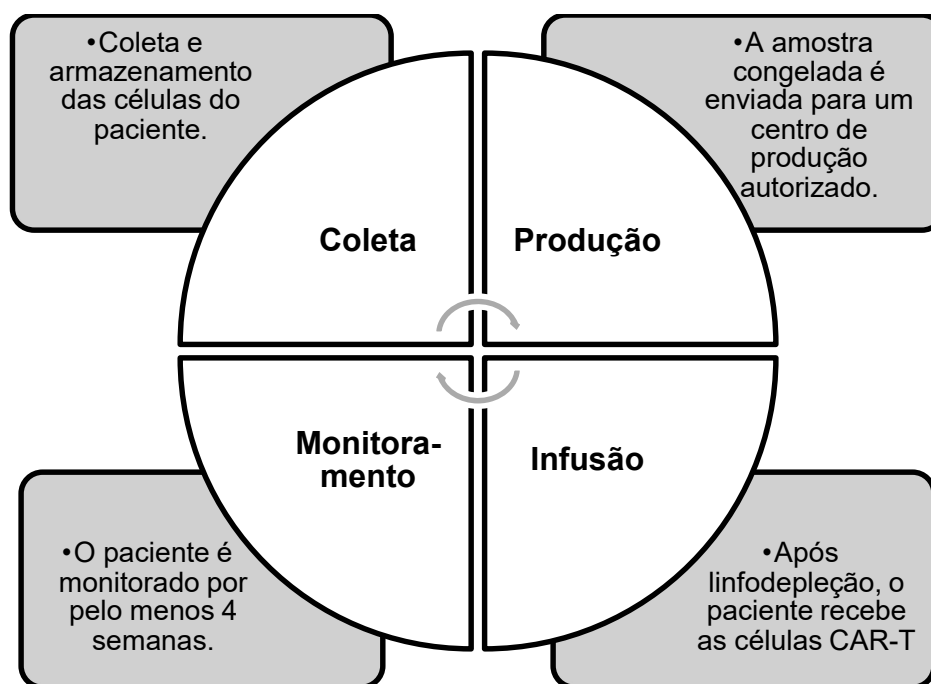 •Coleta e
armazenamento
das células do
paciente.
•A amostra
congelada é
enviada para um
centro de
produção
autorizado.
Coleta
Produção
Monitora-
mento
Infusão
•O paciente é
monitorado por
pelo menos 4
semanas.
•Após
linfodepleção, o
paciente recebe
as células CAR-T